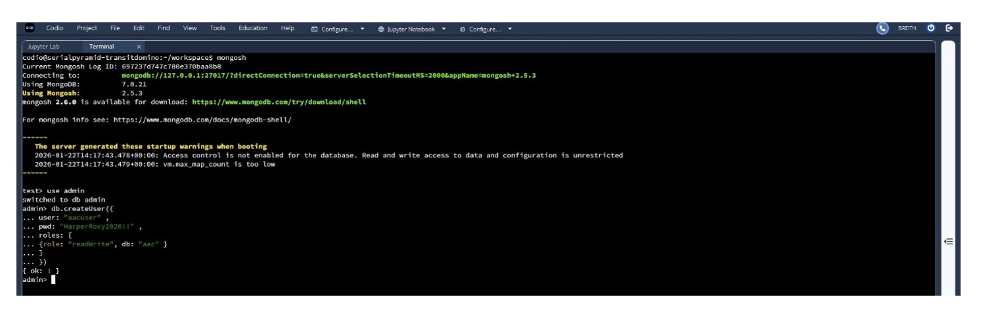 Codio Project File Edit Find View Tools Education Help Configure... Jupyter Notebook Configure... BREITH
Jupyter Lab Terminal x
codio@serialpyramid-transitdomino:~/workspace$ mongosh
Current Mongosh Log ID: 697237d747c780e370baa8b8
Connecting to: mongodb://127.0.0.1:27017/?directConnection=true&serverSelectionTimeoutMS=2000&appName=mongosh+2.5.3
Using MongoDB: 7.0.21
Using Mongosh: 2.5.3
mongosh 2.6.0 is available for download: https://www.mongodb.com/try/download/shell
For mongosh info see: https://www.mongodb.com/docs/mongodb-shell/
------
The server generated these startup warnings when booting
2026-01-22T14:17:43.478+00:00: Access control is not enabled for the database. Read and write access to data and configuration is unrestricted
2026-01-22T14:17:43.479+00:00: vm.max_map_count is too low
------
test> use admin
switched to db admin
admin> db.createUser({
... user: "aacuser" ,
... pwd: "HarperRoxy2026!!" ,
... roles: [
... {role: "readWrite", db: "aac" }
... ]
... })
{ ok: 1 }
admin>